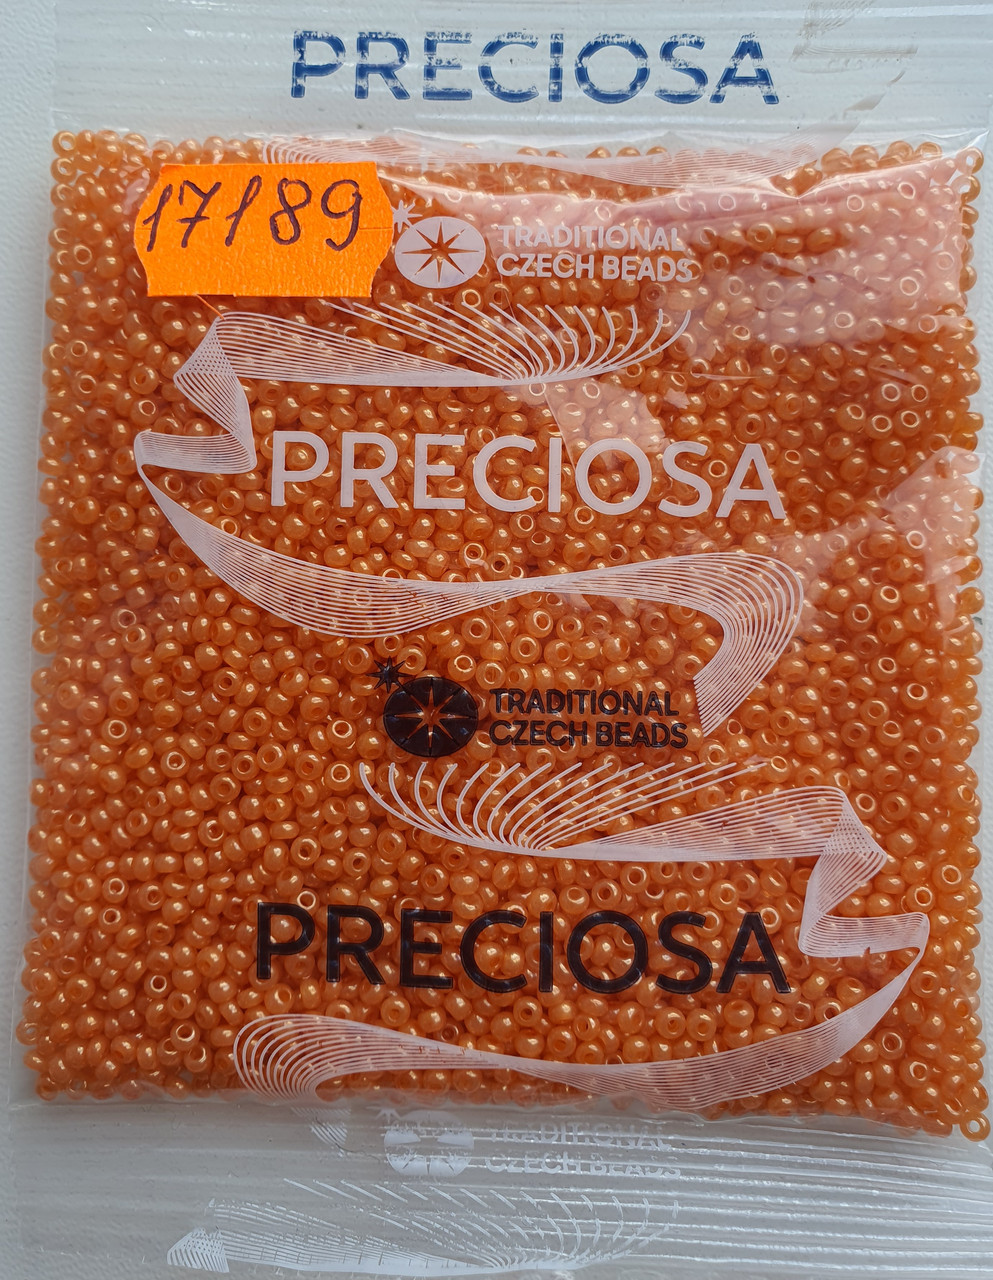 PRECIOSA
17189
TRADITIONAL
CZECH BEADS
PRECIOSA
TRADITIONAL
CZECH BEADS
PRECIOSA
TRADITIONAL
CZECH BEADS